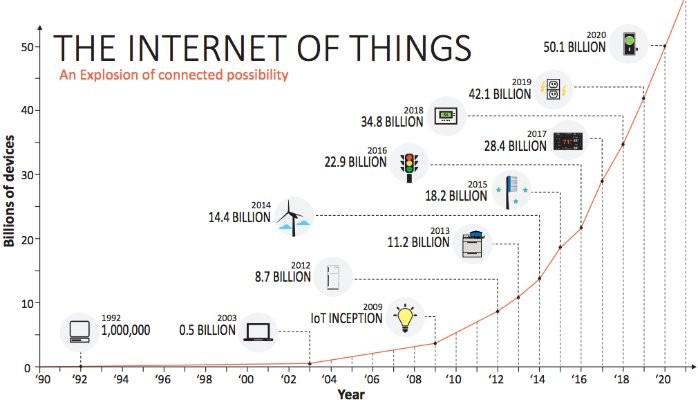 THE INTERNET OF THINGS
An Explosion of connected possibility
Billions of devices
50
40
30
20
10
0
1992
1,000,000
2003
0.5 BILLION
2009
IoT INCEPTION
2012
8.7 BILLION
2013
11.2 BILLION
2014
14.4 BILLION
2015
18.2 BILLION
2016
22.9 BILLION
2017
28.4 BILLION
2018
34.8 BILLION
2019
42.1 BILLION
2020
50.1 BILLION
'90 '92 '94 '96 '98 '00 '02 '04 '06 '08 '10 '12 '14 '16 '18 '20
Year